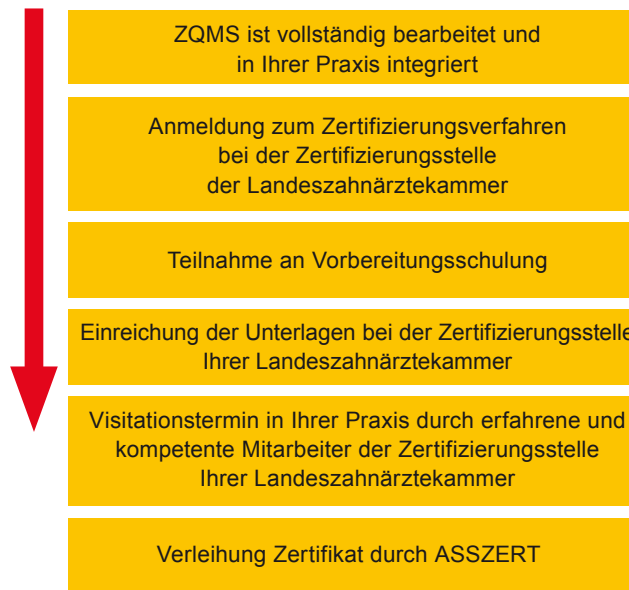 ZQMS ist vollständig bearbeitet und
in Ihrer Praxis integriert
Anmeldung zum Zertifizierungsverfahren
bei der Zertifizierungsstelle
der Landeszahnärztekammer
Teilnahme an Vorbereitungsschulung
Einreichung der Unterlagen bei der Zertifizierungsstelle
Ihrer Landeszahnärztekammer
Visitationstermin in Ihrer Praxis durch erfahrene und
kompetente Mitarbeiter der Zertifizierungsstelle
Ihrer Landeszahnärztekammer
Verleihung Zertifikat durch ASSZERT